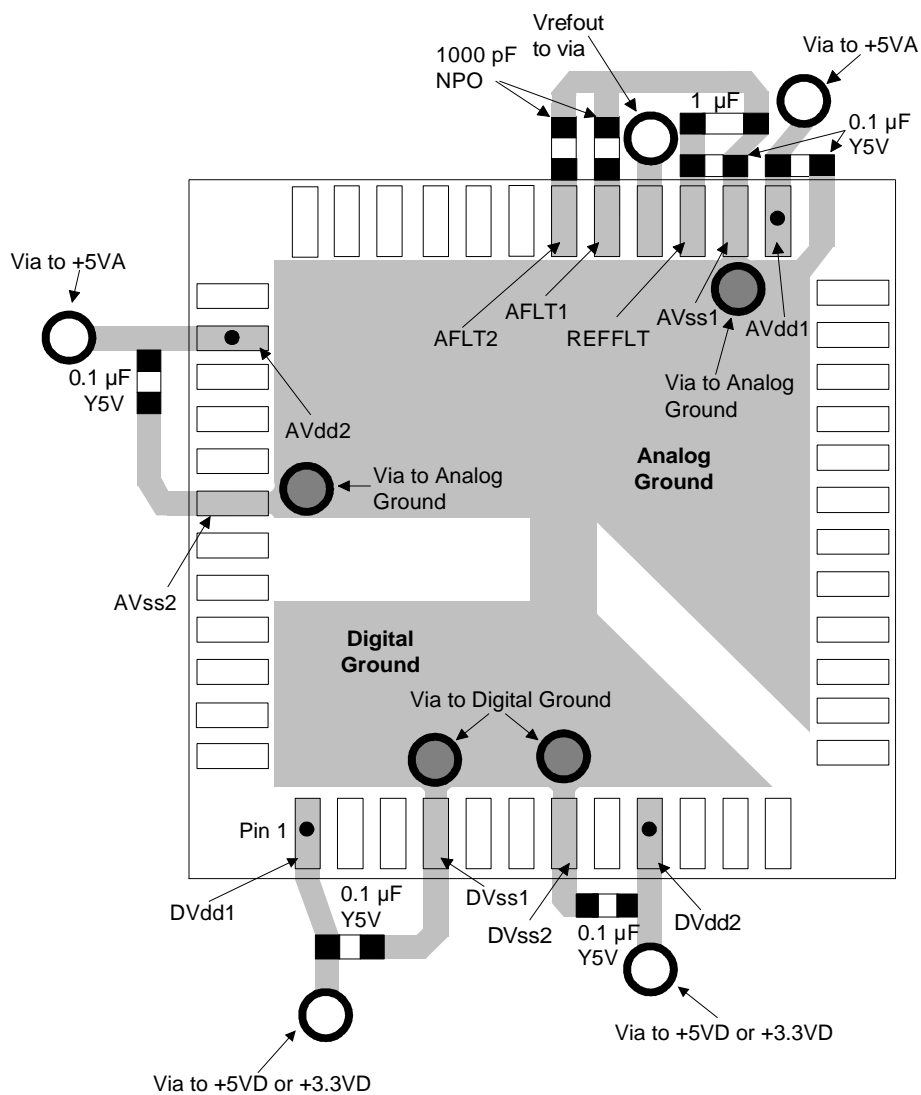 Vrefout
to via
Via to +5VA
1000 pF
NPO
1 µF
0.1 µF
Y5V
Via to +5VA
0.1 µF
Y5V
AFLT2
AFLT1
REFFLT
AVss1
AVdd1
Via to Analog
Ground
AVdd2
Analog
Ground
Via to Analog
Ground
AVss2
Digital
Ground
Via to Digital Ground
Pin 1
DVdd1
0.1 µF
Y5V
DVss1
DVss2
0.1 µF
Y5V
DVdd2
Via to +5VD or +3.3VD
Via to +5VD or +3.3VD